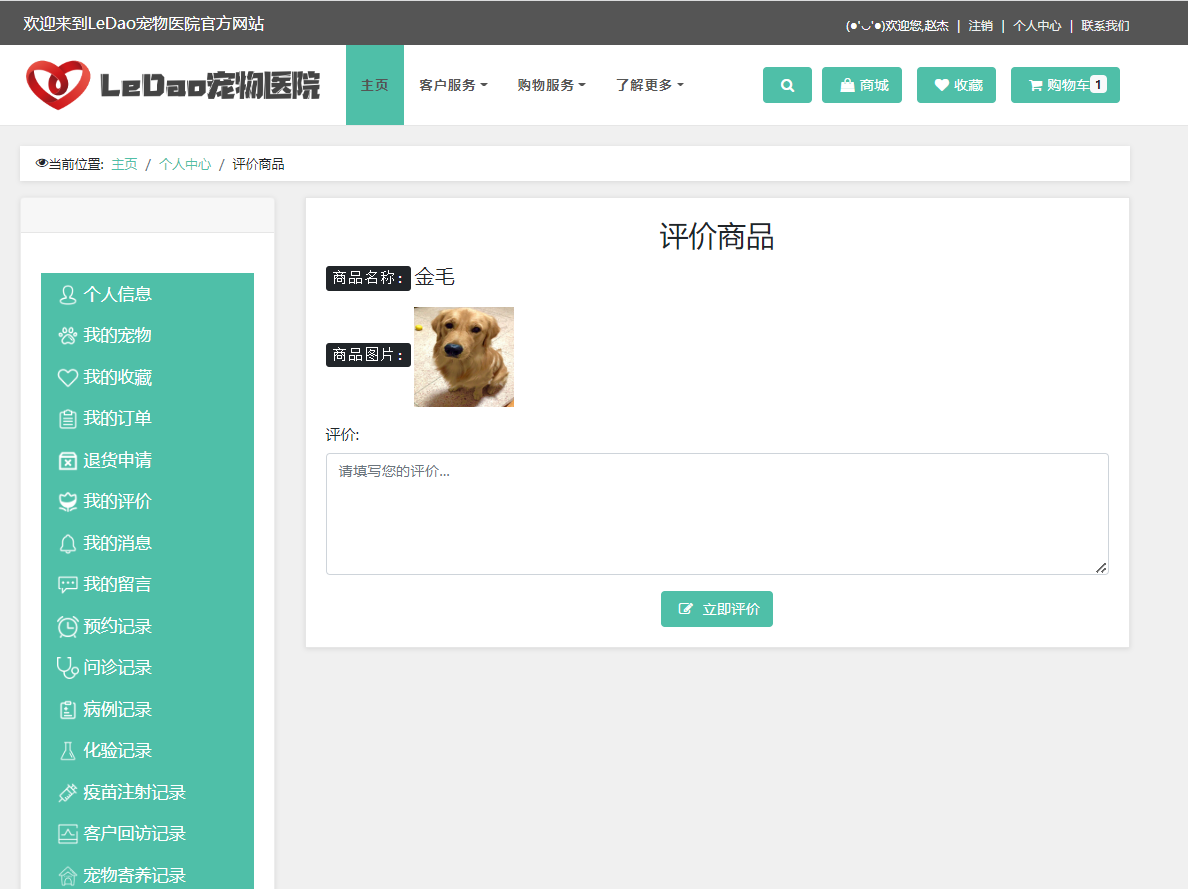 欢迎来到LeDao宠物医院官方网站
(●'◡'●)欢迎您,赵杰 | 注销 | 个人中心 | 联系我们
LeDao宠物医院
主页 客户服务 购物服务 了解更多
商城 收藏 购物车 1
当前位置: 主页 / 个人中心 / 评价商品
个人信息
我的宠物
我的收藏
我的订单
退货申请
我的评价
我的消息
我的留言
预约记录
问诊记录
病例记录
化验记录
疫苗注射记录
客户回访记录
宠物寄养记录
评价商品
商品名称: 金毛
商品图片:
评价:
请填写您的评价...
立即评价